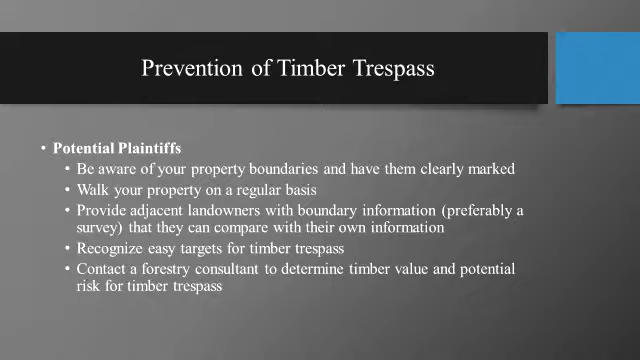 Prevention of Timber Trespass
• Potential Plaintiffs
• Be aware of your property boundaries and have them clearly marked
• Walk your property on a regular basis
• Provide adjacent landowners with boundary information (preferably a
survey) that they can compare with their own information
• Recognize easy targets for timber trespass
• Contact a forestry consultant to determine timber value and potential
risk for timber trespass